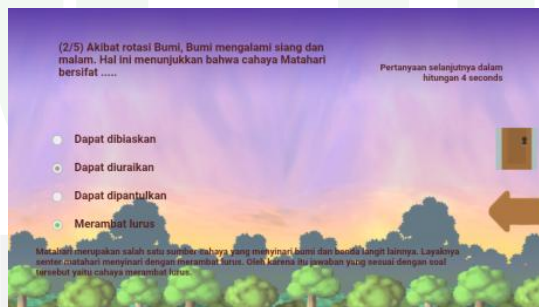 (2/5) Akibat rotasi Bumi, Bumi mengalami siang dan
malam. Hal ini menunjukkan bahwa cahaya Matahari
bersifat .....
Pertanyaan selanjutnya dalam
hitungan 4 seconds
Dapat dibiaskan
Dapat diuraikan
Dapat dipantulkan
Merambat lurus
Matahari merupakan salah satu sumber cahaya yang menyinari bumi dan benda langit lainnya. Layaknya
senter matahari menyinari dengan merambat lurus. Oleh karena itu jawaban yang sesuai dengan soal
tersebut yaitu cahaya merambat lurus.